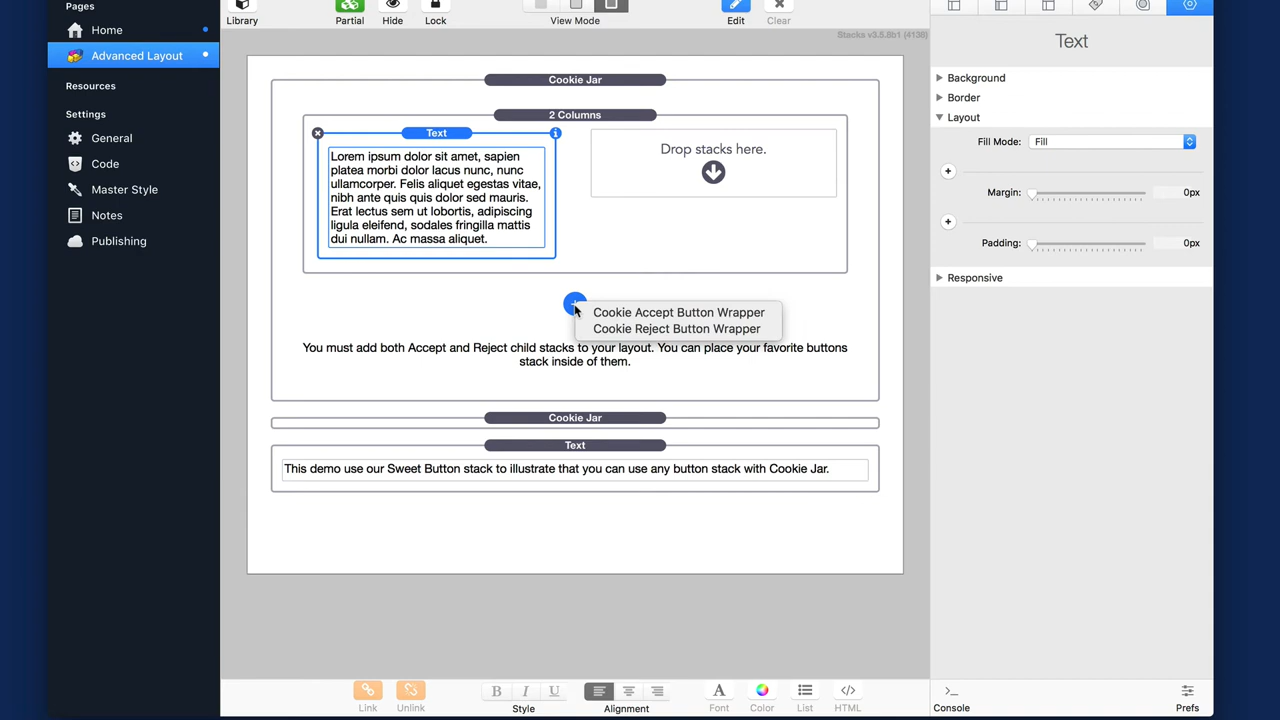 Pages
Home
Advanced Layout
Resources
Settings
General
Code
Master Style
Notes
Publishing
Library
Partial
Hide
Lock
View Mode
Edit
Clear
Stacks v3.5.8b1 (4138)
Cookie Jar
2 Columns
Text
Lorem ipsum dolor sit amet, sapien
platea morbi dolor lacus nunc, nunc
ullamcorper. Felis aliquet egestas vitae,
nibh ante quis quis dolor sed mauris.
Erat lectus sem ut lobortis, adipiscing
ligula eleifend, sodales fringilla mattis
dui nullam. Ac massa aliquet.
Drop stacks here.
Cookie Accept Button Wrapper
Cookie Reject Button Wrapper
You must add both Accept and Reject child stacks to your layout. You can place your favorite buttons
stack inside of them.
Cookie Jar
Text
This demo use our Sweet Button stack to illustrate that you can use any button stack with Cookie Jar.
Link
Unlink
B I U
Style
Alignment
Font
Color
List
HTML
Text
Background
Border
Layout
Fill Mode: Fill
Margin: 0px
Padding: 0px
Responsive
Console
Prefs